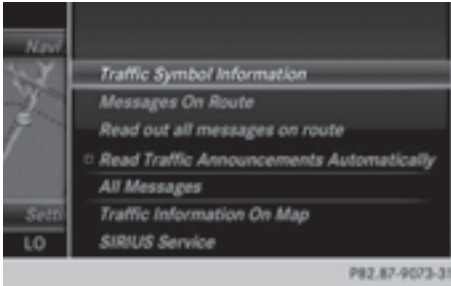 Navi
Traffic Symbol Information
Messages On Route
Read out all messages on route
Read Traffic Announcements Automatically
All Messages
Setti
Traffic Information On Map
LO
SIRIUS Service
P82.87-9073-31